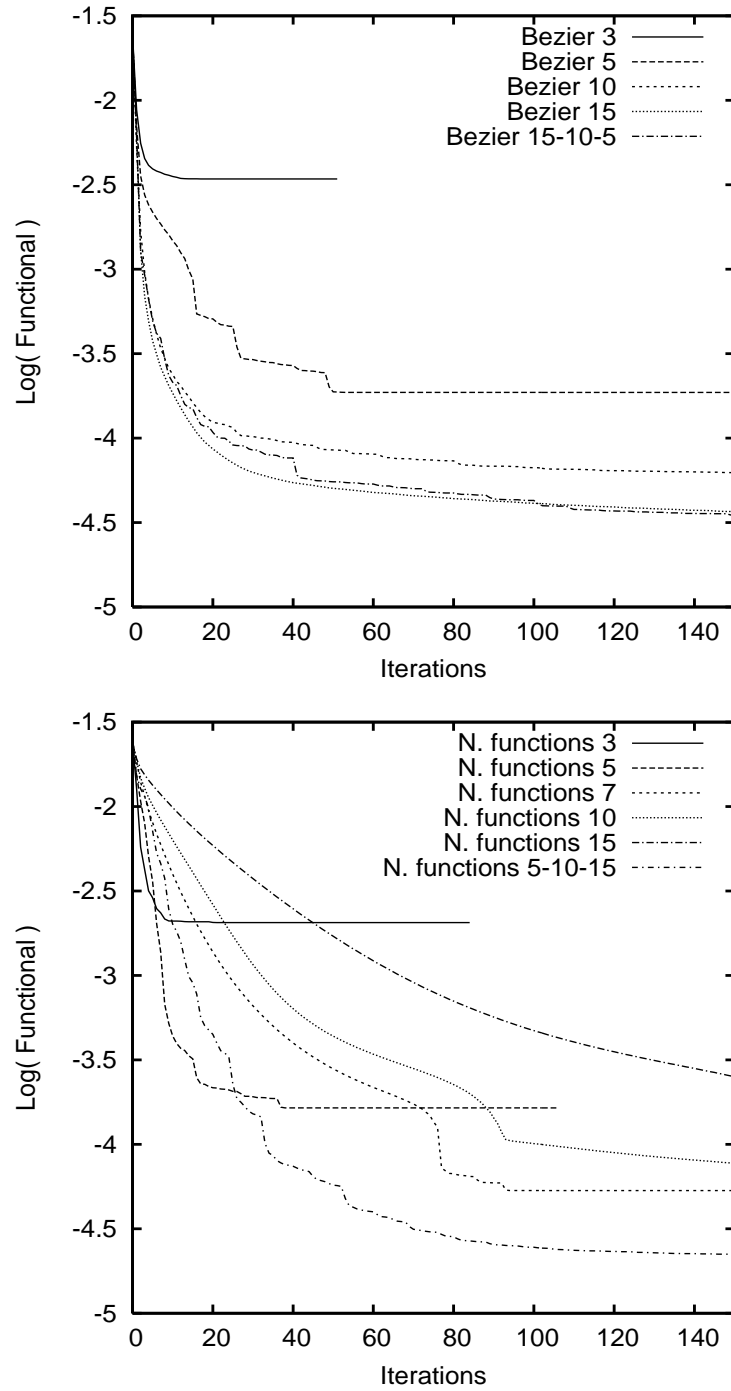 -1.5
-2
-2.5
-3
-3.5
-4
-4.5
-5
Log( Functional )
0 20 40 60 80 100 120 140
Iterations
Bezier 3
Bezier 5
Bezier 10
Bezier 15
Bezier 15-10-5
-1.5
-2
-2.5
-3
-3.5
-4
-4.5
-5
Log( Functional )
0 20 40 60 80 100 120 140
Iterations
N. functions 3
N. functions 5
N. functions 7
N. functions 10
N. functions 15
N. functions 5-10-15